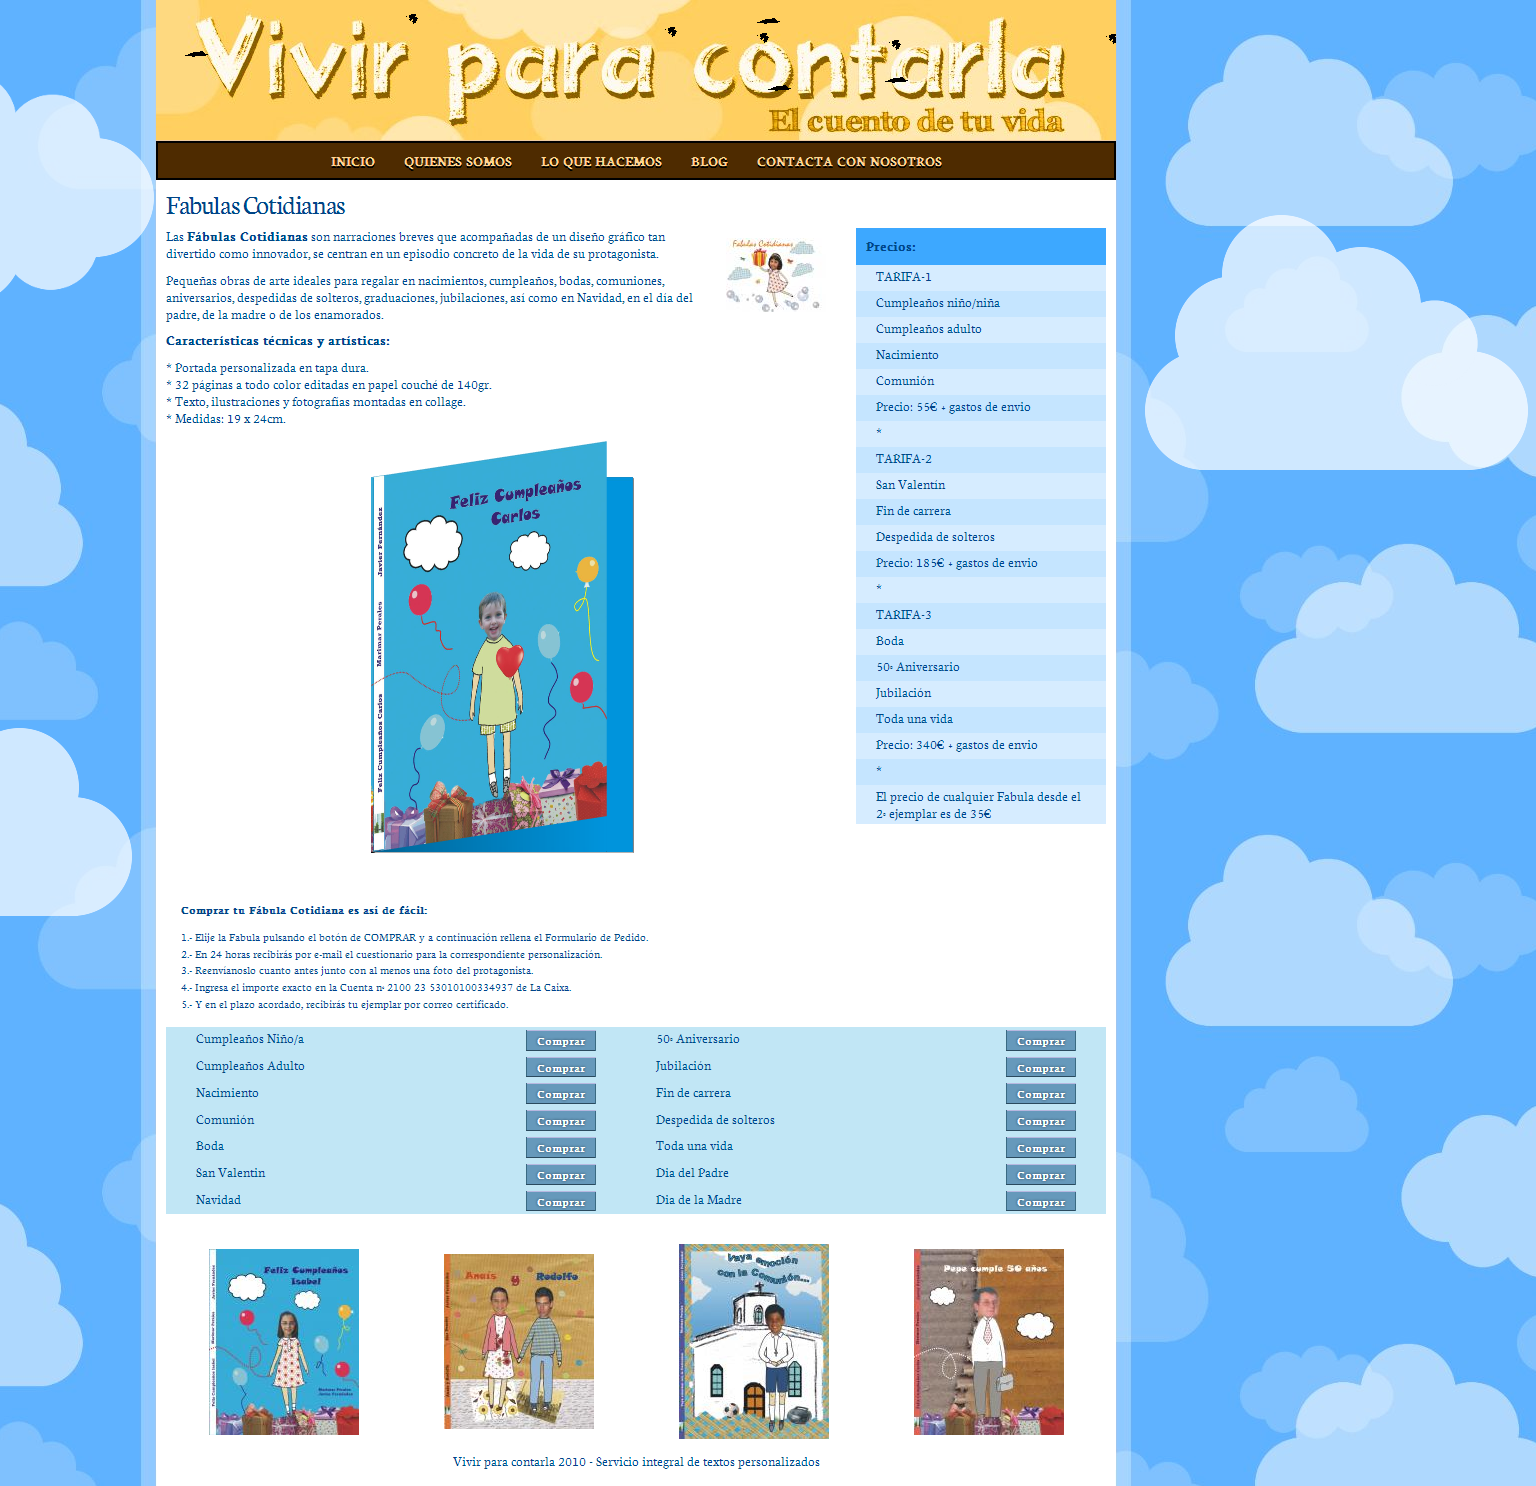 Vivir para contarla
El cuento de tu vida
INICIO QUIENES SOMOS LO QUE HACEMOS BLOG CONTACTA CON NOSOTROS
Fabulas Cotidianas
Las Fábulas Cotidianas son narraciones breves que acompañadas de un diseño gráfico tan
divertido como innovador, se centran en un episodio concreto de la vida de su protagonista.
Pequeñas obras de arte ideales para regalar en nacimientos, cumpleaños, bodas, comuniones,
aniversarios, despedidas de solteros, graduaciones, jubilaciones, así como en Navidad, en el día del
padre, de la madre o de los enamorados.
Fabulas Cotidianas
Características técnicas y artísticas:
* Portada personalizada en tapa dura.
* 32 páginas a todo color editadas en papel couché de 140gr.
* Texto, ilustraciones y fotografías montadas en collage.
* Medidas: 19 x 24cm.
Feliz Cumpleaños
Carlos
Feliz Cumpleaños Carlos Marimar Perales Javier Fernández
Precios:
TARIFA-1
Cumpleaños niño/niña
Cumpleaños adulto
Nacimiento
Comunión
Precio: 55€ + gastos de envio
*
TARIFA-2
San Valentín
Fin de carrera
Despedida de solteros
Precio: 185€ + gastos de envio
*
TARIFA-3
Boda
50º Aniversario
Jubilación
Toda una vida
Precio: 340€ + gastos de envio
*
El precio de cualquier Fabula desde el
2º ejemplar es de 35€
Comprar tu Fábula Cotidiana es así de fácil:
1.- Elije la Fabula pulsando el botón de COMPRAR y a continuación rellena el Formulario de Pedido.
2.- En 24 horas recibirás por e-mail el cuestionario para la correspondiente personalización.
3.- Reenvíanoslo cuanto antes junto con al menos una foto del protagonista.
4.- Ingresa el importe exacto en la Cuenta nº 2100 23 53010100334937 de La Caixa.
5.- Y en el plazo acordado, recibirás tu ejemplar por correo certificado.
Cumpleaños Niño/a Comprar 50º Aniversario Comprar
Cumpleaños Adulto Comprar Jubilación Comprar
Nacimiento Comprar Fin de carrera Comprar
Comunión Comprar Despedida de solteros Comprar
Boda Comprar Toda una vida Comprar
San Valentín Comprar Dia del Padre Comprar
Navidad Comprar Dia de la Madre Comprar
Feliz Cumpleaños
Isabel
Marimar Perales
Javier Fernández
Anais y Rodolfo
Vaya emoción
con la Comunión...
Pepe cumple 50 años
Vivir para contarla 2010 - Servicio integral de textos personalizados